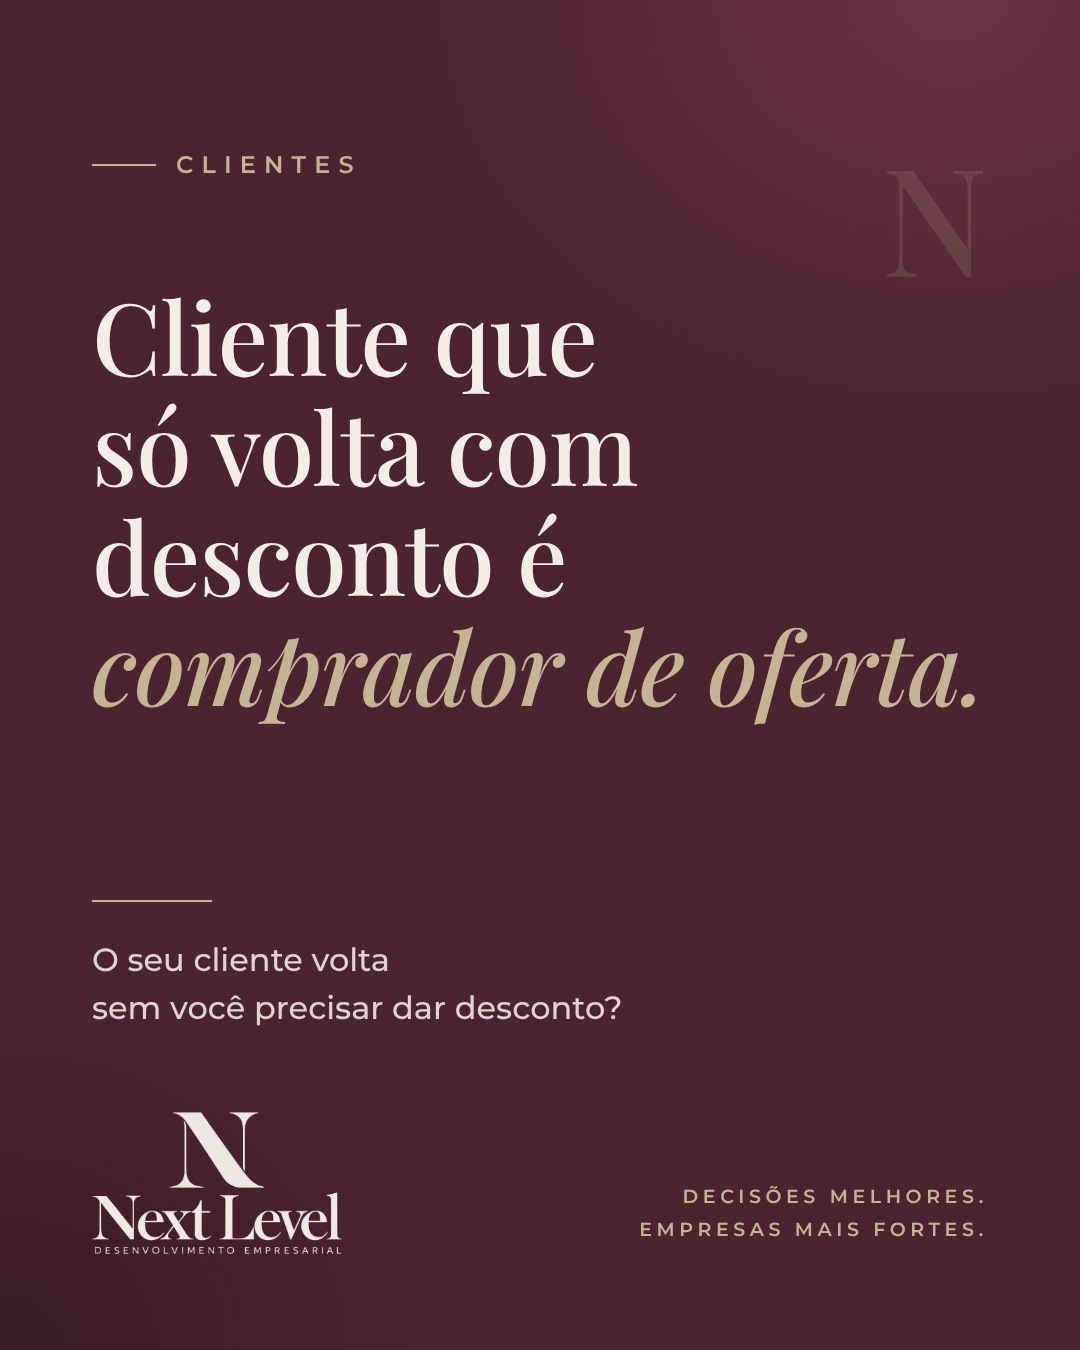 CLIENTES
N
Cliente que
só volta com
desconto é
comprador de oferta.
O seu cliente volta
sem você precisar dar desconto?
N
Next Level
DESENVOLVIMENTO EMPRESARIAL
DECISÕES MELHORES.
EMPRESAS MAIS FORTES.